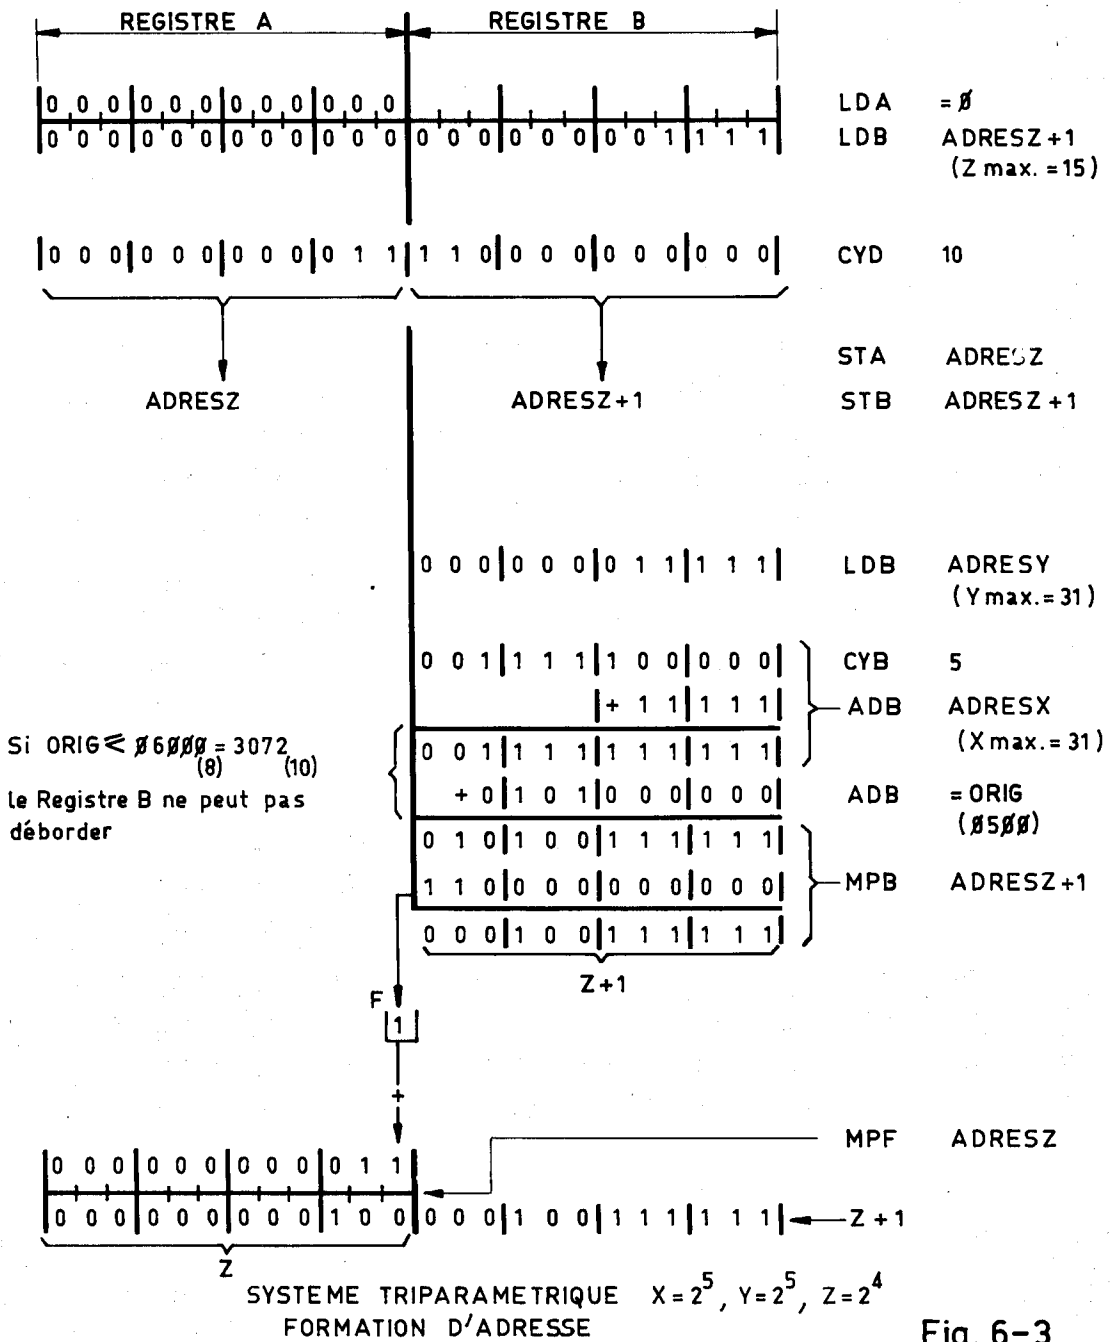 REGISTRE A REGISTRE B
0 0 0 0 0 0 0 0 0 0 0 0 LDA =Ø
0 0 0 0 0 0 0 0 0 0 0 0 0 0 0 0 0 0 0 0 1 1 1 1 LDB ADRESZ+1
(Z max. =15)
0 0 0 0 0 0 0 0 0 0 1 1 1 1 0 0 0 0 0 0 0 0 0 0 CYD 10
STA ADRESZ
ADRESZ ADRESZ+1 STB ADRESZ+1
0 0 0 0 0 0 0 1 1 1 1 1 LDB ADRESY
(Y max. = 31)
0 0 1 1 1 1 1 0 0 0 0 0 CYB 5
+ 1 1 1 1 1 ADB ADRESX
(X max. = 31)
Si ORIG ≤ Ø6ØØØ(8) = 3072(10)
0 0 1 1 1 1 1 1 1 1 1 1
le Registre B ne peut pas
déborder
+ 0 1 0 1 0 0 0 0 0 0 ADB = ORIG
(Ø5ØØ)
0 1 0 1 0 0 1 1 1 1 1 1
1 1 0 0 0 0 0 0 0 0 0 0 MPB ADRESZ+1
0 0 0 1 0 0 1 1 1 1 1 1
Z+1
F
1
+
MPF ADRESZ
0 0 0 0 0 0 0 0 0 0 1 1
0 0 0 0 0 0 0 0 0 1 0 0 0 0 0 1 0 0 1 1 1 1 1 1 Z+1
Z
SYSTEME TRIPARAMETRIQUE X=2⁵, Y=2⁵, Z=2⁴
FORMATION D'ADRESSE
Fig. 6-3